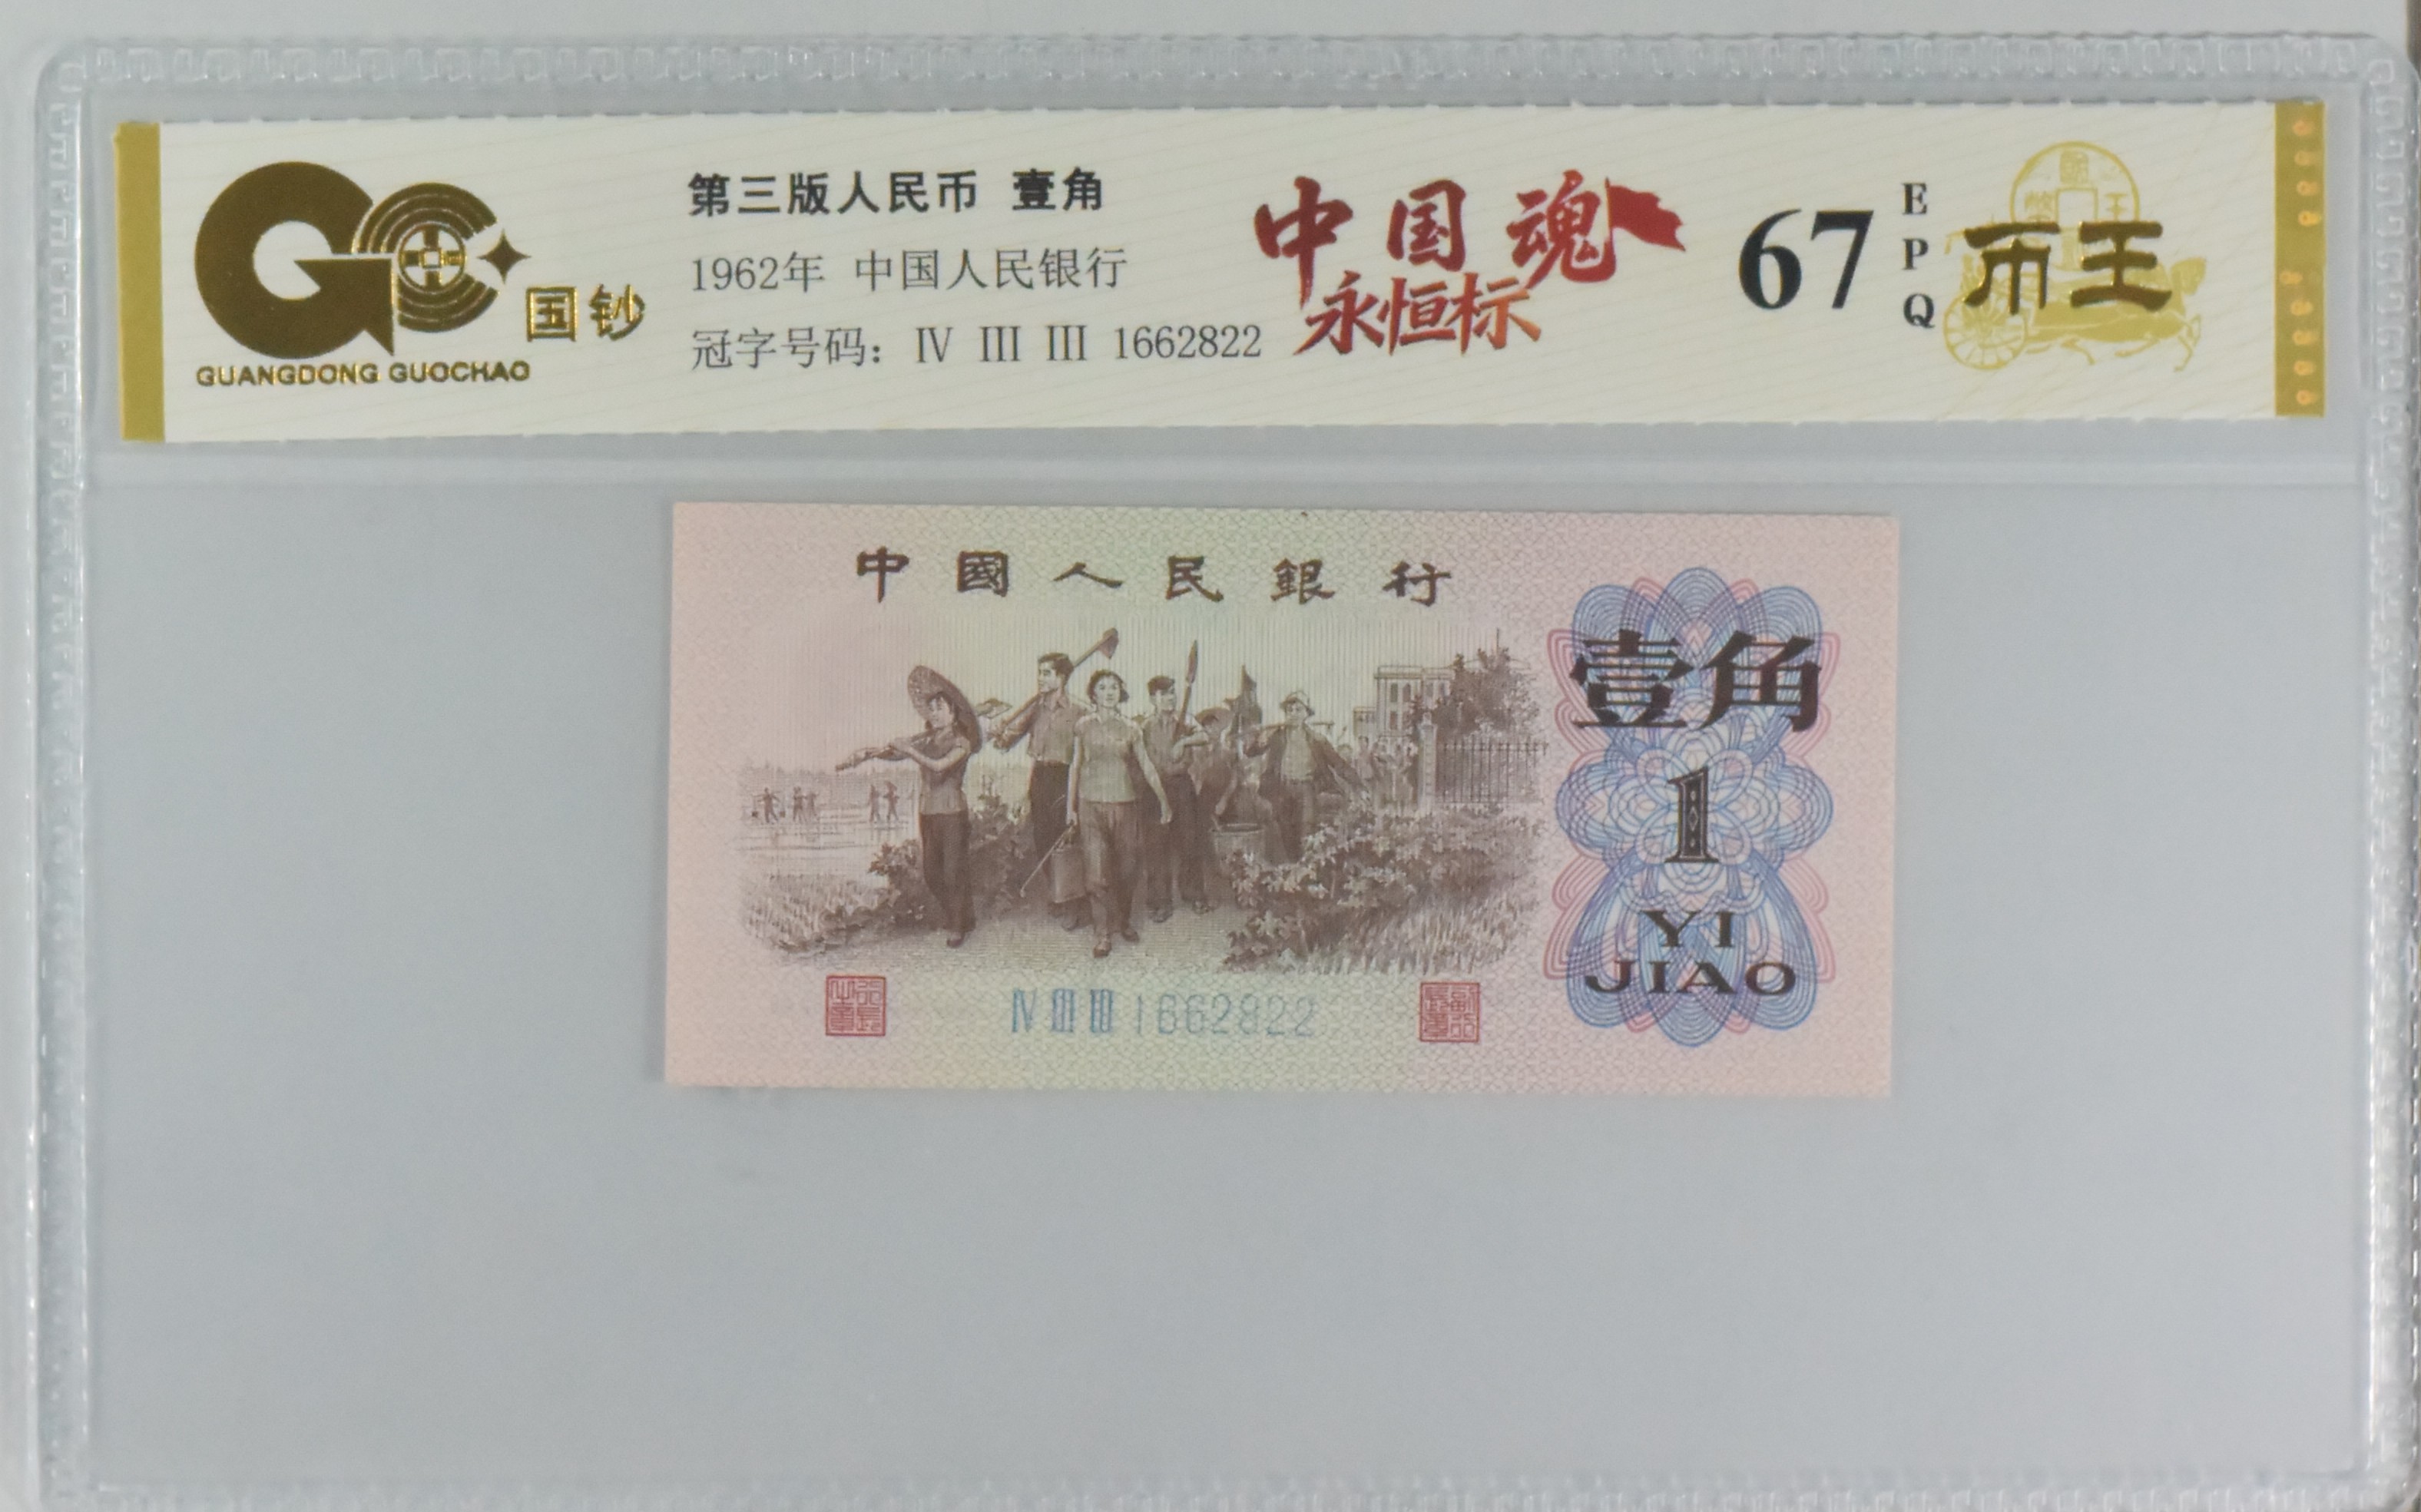 GC
国钞
GUANGDONG GUOCHAO
第三版人民币 壹角
1962年 中国人民银行
冠字号码：IV III III 1662822
中国魂
永恒标
67
EPQ
币王
中國人民銀行
壹角
1
YI
JIAO
IV III III 1662822